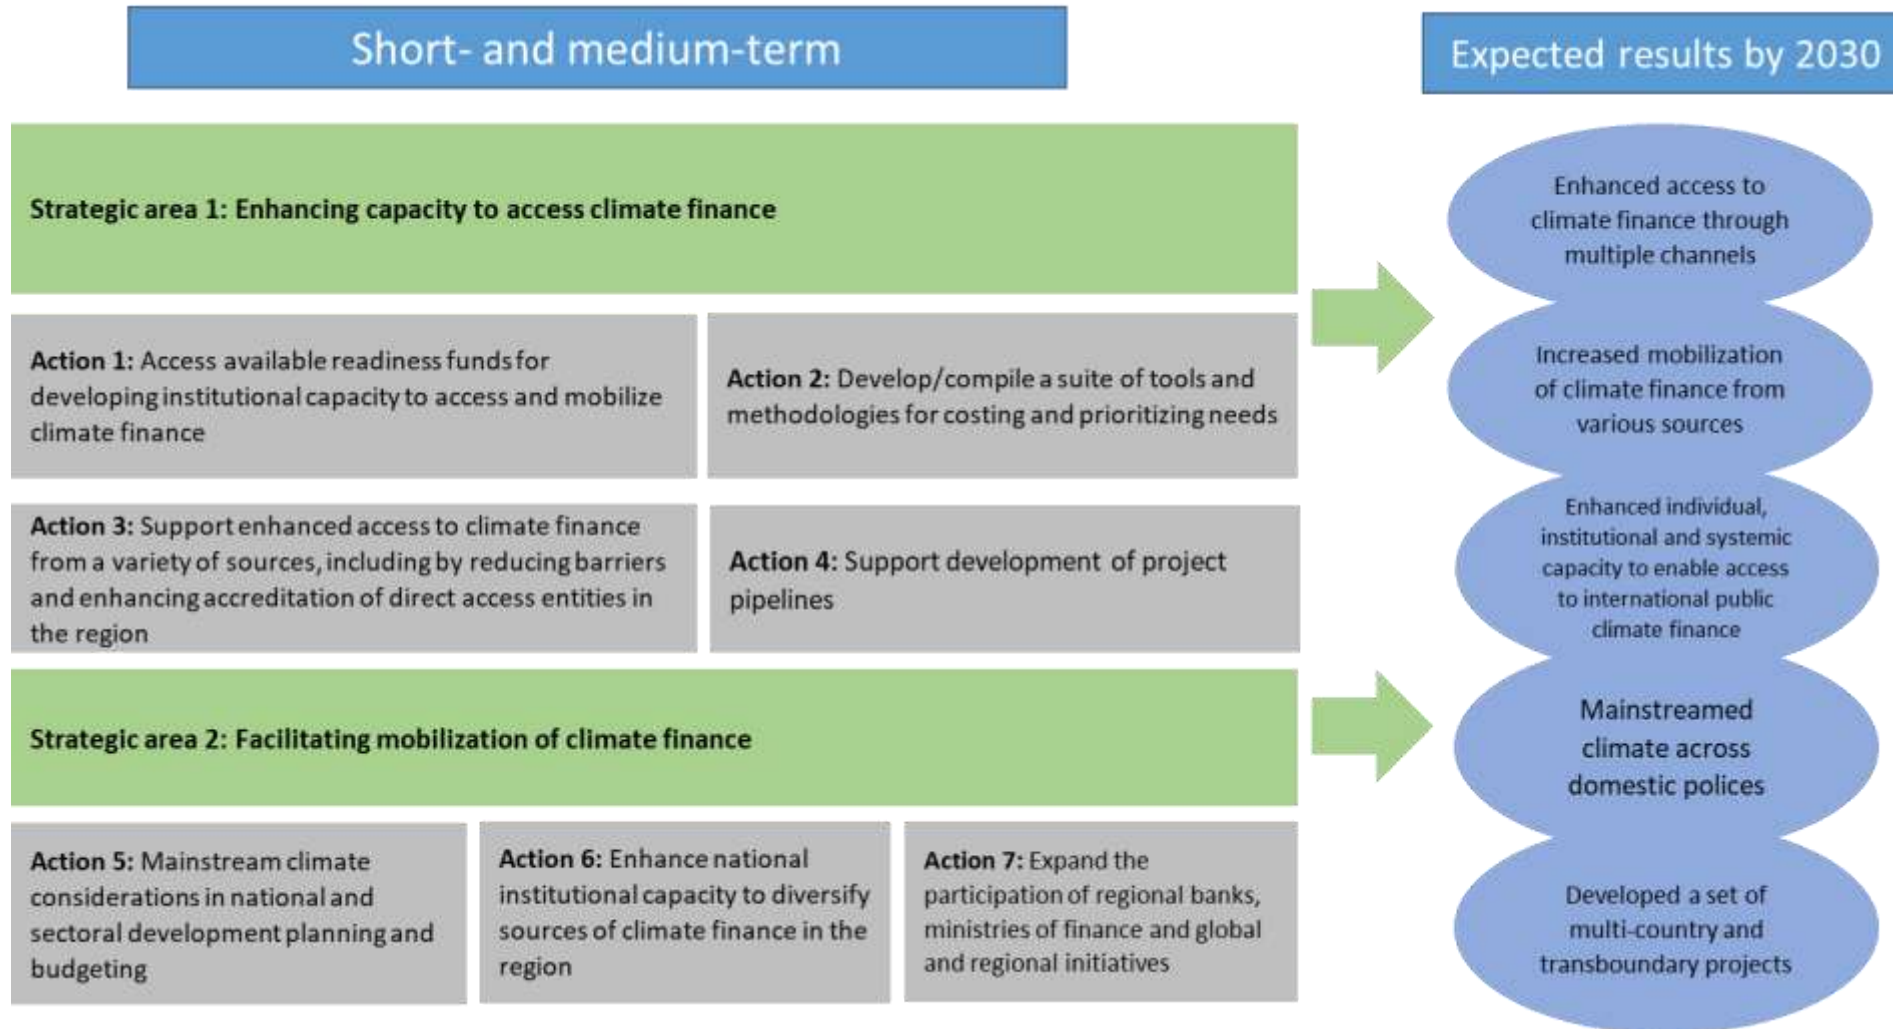 Short- and medium-term
Expected results by 2030
Strategic area 1: Enhancing capacity to access climate finance
Action 1: Access available readiness funds for
developing institutional capacity to access and mobilize
climate finance
Action 2: Develop/compile a suite of tools and
methodologies for costing and prioritizing needs
Action 3: Support enhanced access to climate finance
from a variety of sources, including by reducing barriers
and enhancing accreditation of direct access entities in
the region
Action 4: Support development of project
pipelines
Strategic area 2: Facilitating mobilization of climate finance
Action 5: Mainstream climate
considerations in national and
sectoral development planning and
budgeting
Action 6: Enhance national
institutional capacity to diversify
sources of climate finance in the
region
Action 7: Expand the
participation of regional banks,
ministries of finance and global
and regional initiatives
Enhanced access to
climate finance through
multiple channels
Increased mobilization
of climate finance from
various sources
Enhanced individual,
institutional and systemic
capacity to enable access
to international public
climate finance
Mainstreamed
climate across
domestic polices
Developed a set of
multi-country and
transboundary projects